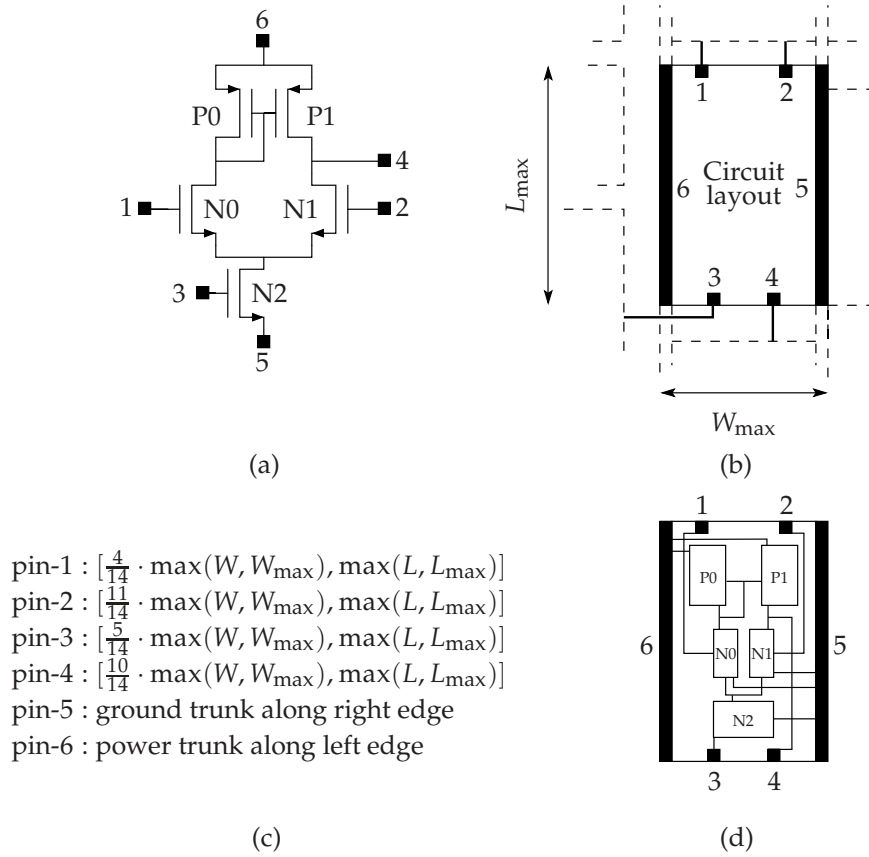 6
P0 P1
4
1 N0 N1 2
3 N2
5
(a)
1 2
L_max
6 Circuit layout 5
3 4
W_max
(b)
pin-1 : [\frac{4}{14} · max(W, W_max), max(L, L_max)]
pin-2 : [\frac{11}{14} · max(W, W_max), max(L, L_max)]
pin-3 : [\frac{5}{14} · max(W, W_max), max(L, L_max)]
pin-4 : [\frac{10}{14} · max(W, W_max), max(L, L_max)]
pin-5 : ground trunk along right edge
pin-6 : power trunk along left edge
(c)
1 2
P0 P1
6 N0 N1 5
N2
3 4
(d)